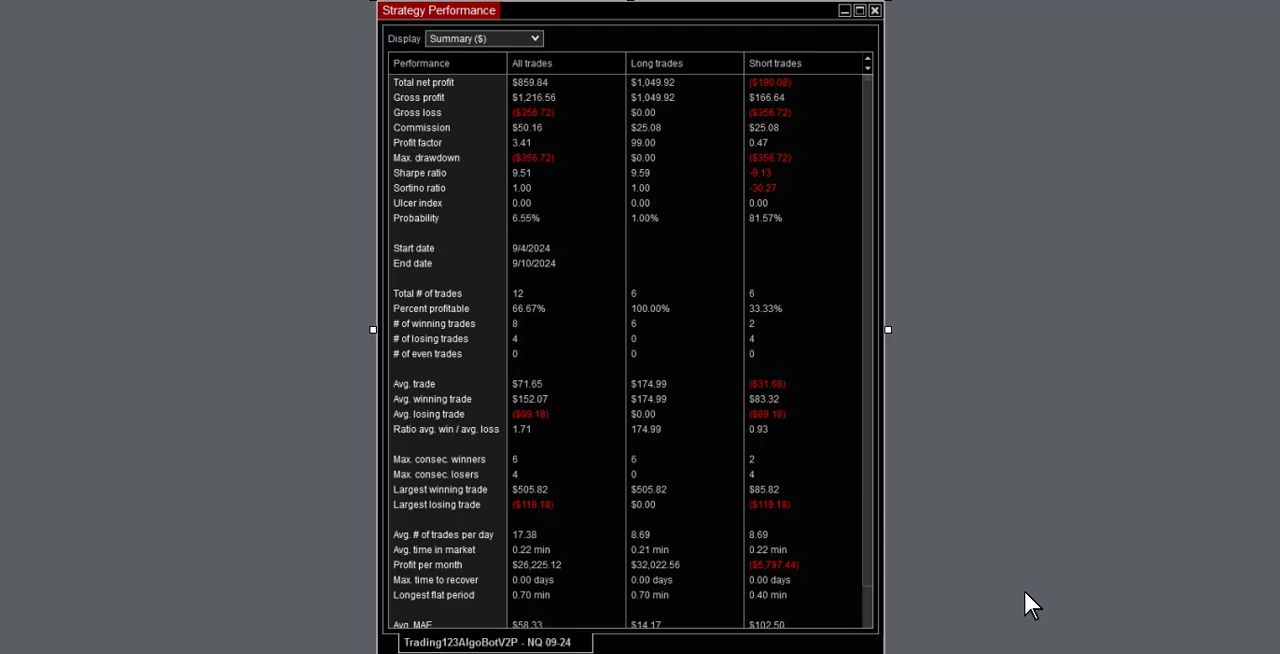 Strategy Performance
Display Summary ($)
Performance All trades Long trades Short trades
Total net profit $859.84 $1,049.92 ($190.08)
Gross profit $1,216.56 $1,049.92 $166.64
Gross loss ($356.72) $0.00 ($356.72)
Commission $50.16 $25.08 $25.08
Profit factor 3.41 99.00 0.47
Max. drawdown ($356.72) $0.00 ($356.72)
Sharpe ratio 9.51 9.59 -9.13
Sortino ratio 1.00 1.00 -30.27
Ulcer index 0.00 0.00 0.00
Probability 6.55% 1.00% 81.57%
Start date 9/4/2024
End date 9/10/2024
Total # of trades 12 6 6
Percent profitable 66.67% 100.00% 33.33%
# of winning trades 8 6 2
# of losing trades 4 0 4
# of even trades 0 0 0
Avg. trade $71.65 $174.99 ($31.68)
Avg. winning trade $152.07 $174.99 $83.32
Avg. losing trade ($89.18) $0.00 ($89.18)
Ratio avg. win / avg. loss 1.71 174.99 0.93
Max. consec. winners 6 6 2
Max. consec. losers 4 0 4
Largest winning trade $505.82 $505.82 $85.82
Largest losing trade ($119.18) $0.00 ($119.18)
Avg. # of trades per day 17.38 8.69 8.69
Avg. time in market 0.22 min 0.21 min 0.22 min
Profit per month $26,225.12 $32,022.56 ($5,797.44)
Max. time to recover 0.00 days 0.00 days 0.00 days
Longest flat period 0.70 min 0.70 min 0.40 min
Avg. MAE $58.33 $14.17 $102.50
Trading123AlgoBotV2P - NQ 09-24